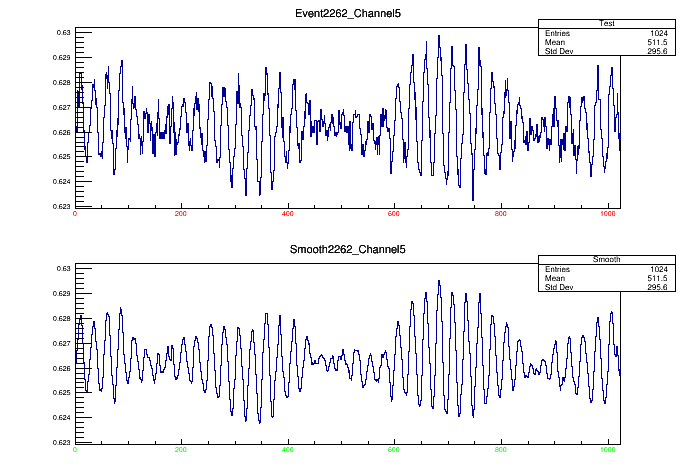 Event2262_Channel5
Test
Entries 1024
Mean 511.5
Std Dev 295.6
0.63
0.629
0.628
0.627
0.626
0.625
0.624
0.623
0 200 400 600 800 1000
Smooth2262_Channel5
Smooth
Entries 1024
Mean 511.5
Std Dev 295.6
0.63
0.629
0.628
0.627
0.626
0.625
0.624
0.623
0 200 400 600 800 1000